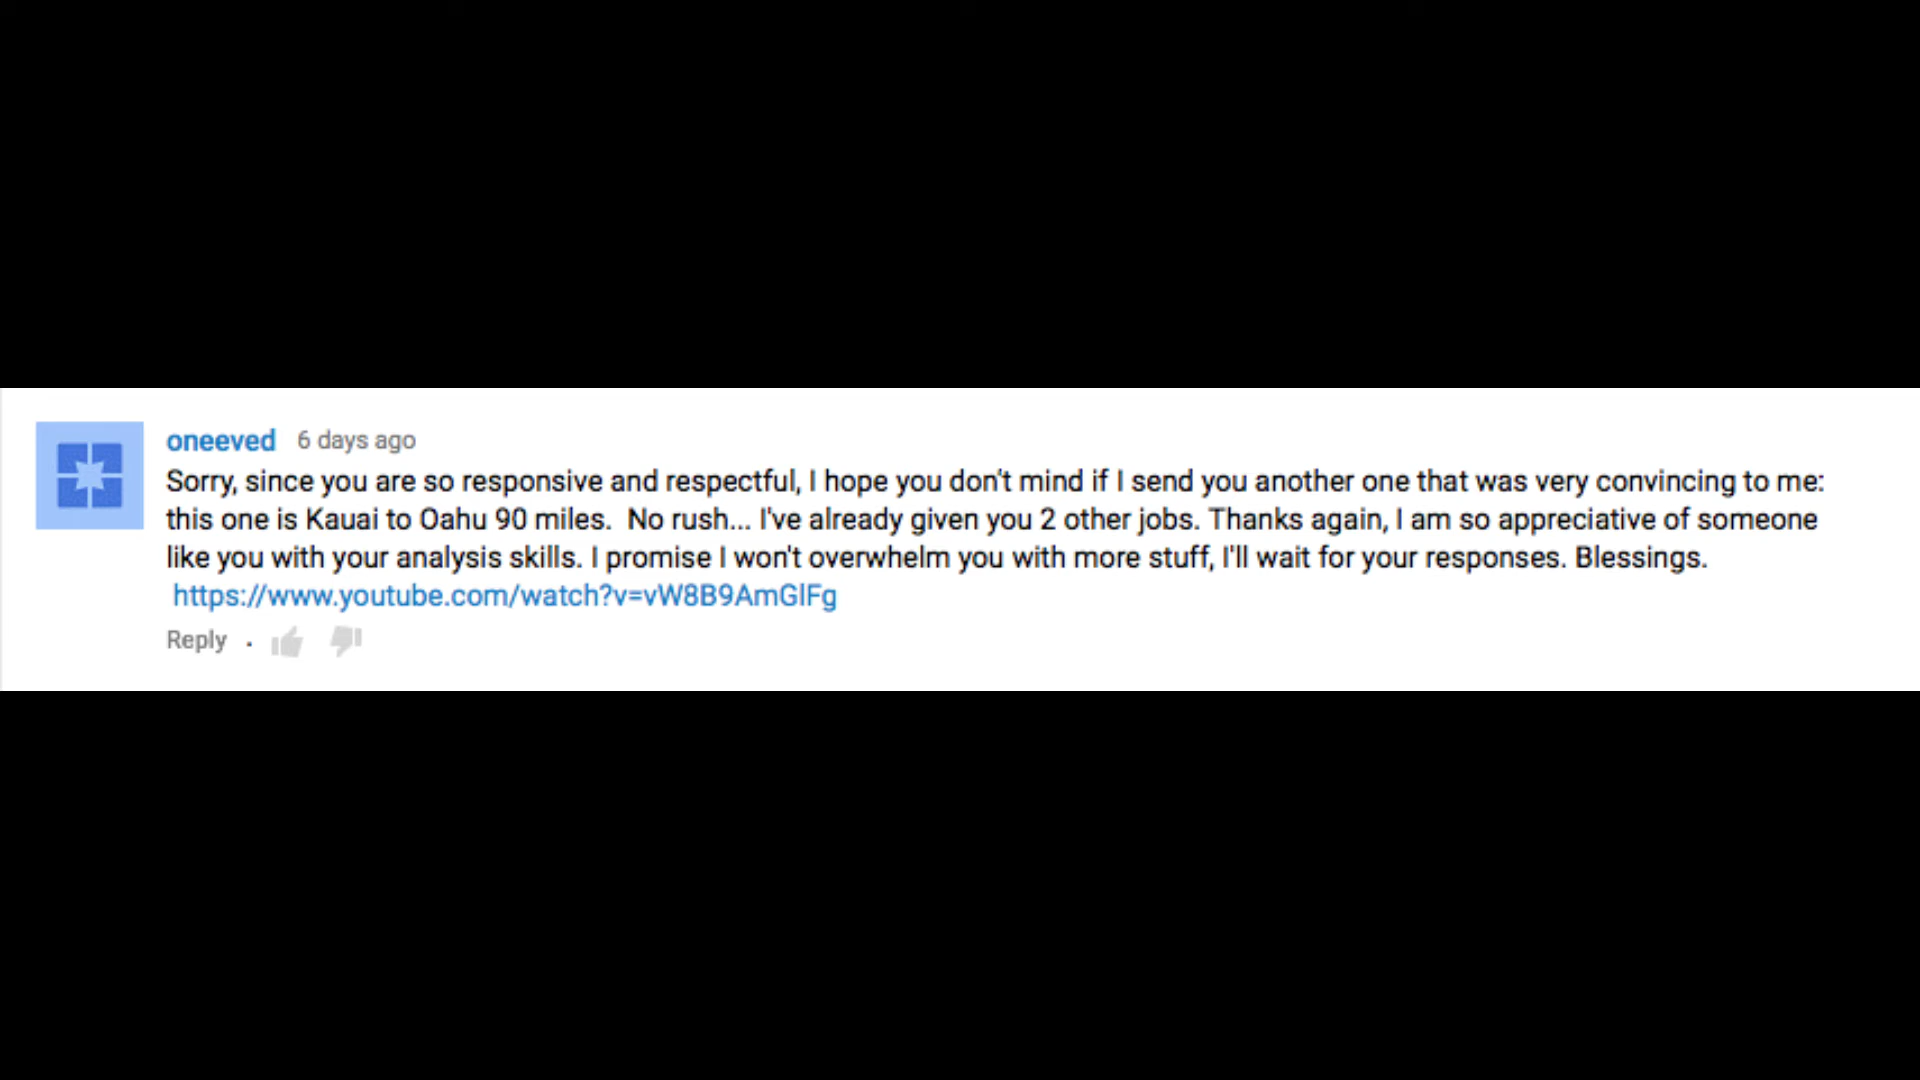 oneeved 6 days ago
Sorry, since you are so responsive and respectful, I hope you don't mind if I send you another one that was very convincing to me:
this one is Kauai to Oahu 90 miles.  No rush... I've already given you 2 other jobs. Thanks again, I am so appreciative of someone
like you with your analysis skills. I promise I won't overwhelm you with more stuff, I'll wait for your responses. Blessings.
https://www.youtube.com/watch?v=vW8B9AmGlFg
Reply .